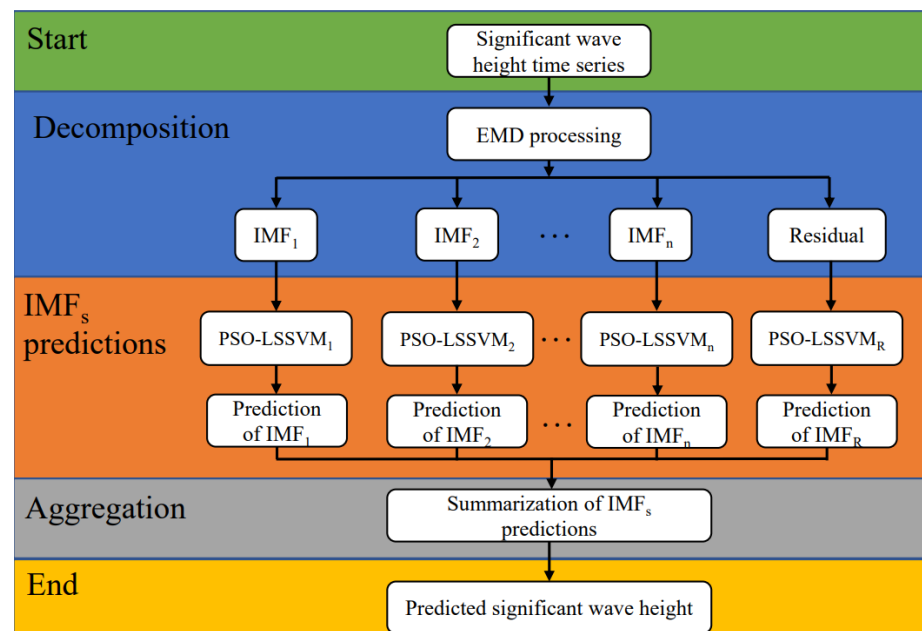 Start
Significant wave
height time series
Decomposition
EMD processing
IMF₁
IMF₂
...
IMFₙ
Residual
IMFₛ
predictions
PSO-LSSVM₁
PSO-LSSVM₂
...
PSO-LSSVMₙ
PSO-LSSVM_R
Prediction
of IMF₁
Prediction
of IMF₂
...
Prediction
of IMFₙ
Prediction
of IMF_R
Aggregation
Summarization of IMFₛ
predictions
End
Predicted significant wave height